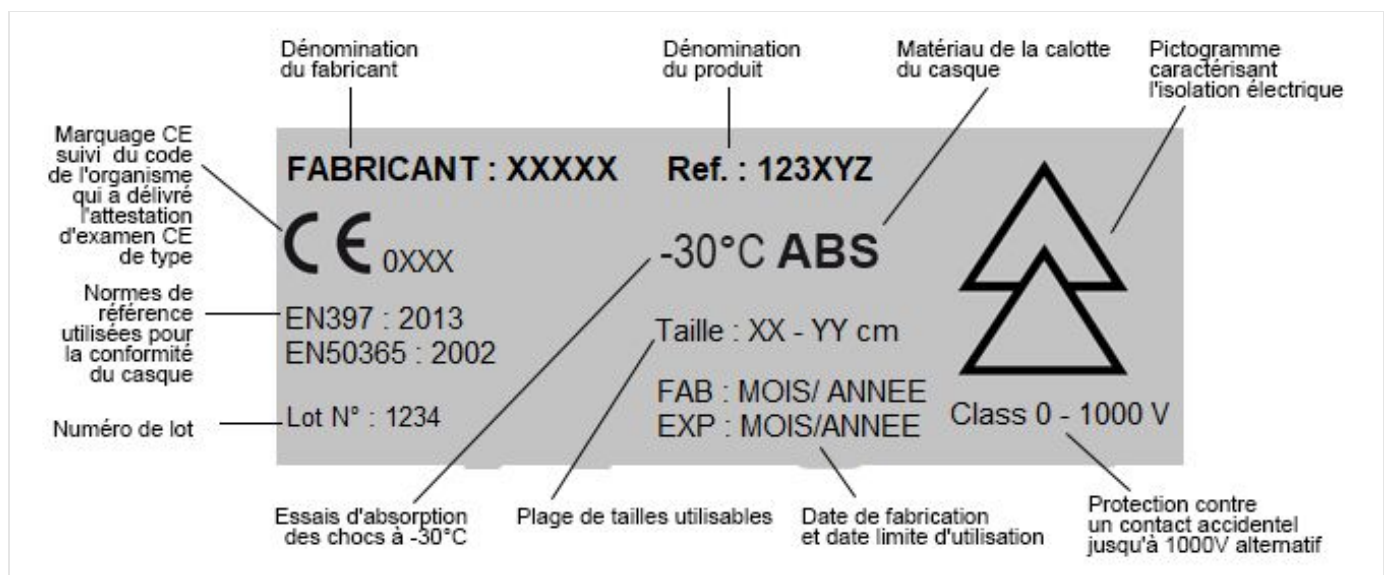 Dénomination
du fabricant
Dénomination
du produit
Matériau de la calotte
du casque
Pictogramme
caractérisant
l'isolation électrique
Marquage CE
suivi du code
de l'organisme
qui a délivré
l'attestation
d'examen CE
de type
Normes de
référence
utilisées pour
la conformité
du casque
Numéro de lot
FABRICANT : XXXXX
Ref. : 123XYZ
CE 0XXX
-30°C ABS
EN397 : 2013
EN50365 : 2002
Taille : XX - YY cm
Lot N° : 1234
FAB : MOIS/ ANNEE
EXP : MOIS/ANNEE
Class 0 - 1000 V
Essais d'absorption
des chocs à -30°C
Plage de tailles utilisables
Date de fabrication
et date limite d'utilisation
Protection contre
un contact accidentel
jusqu'à 1000V alternatif